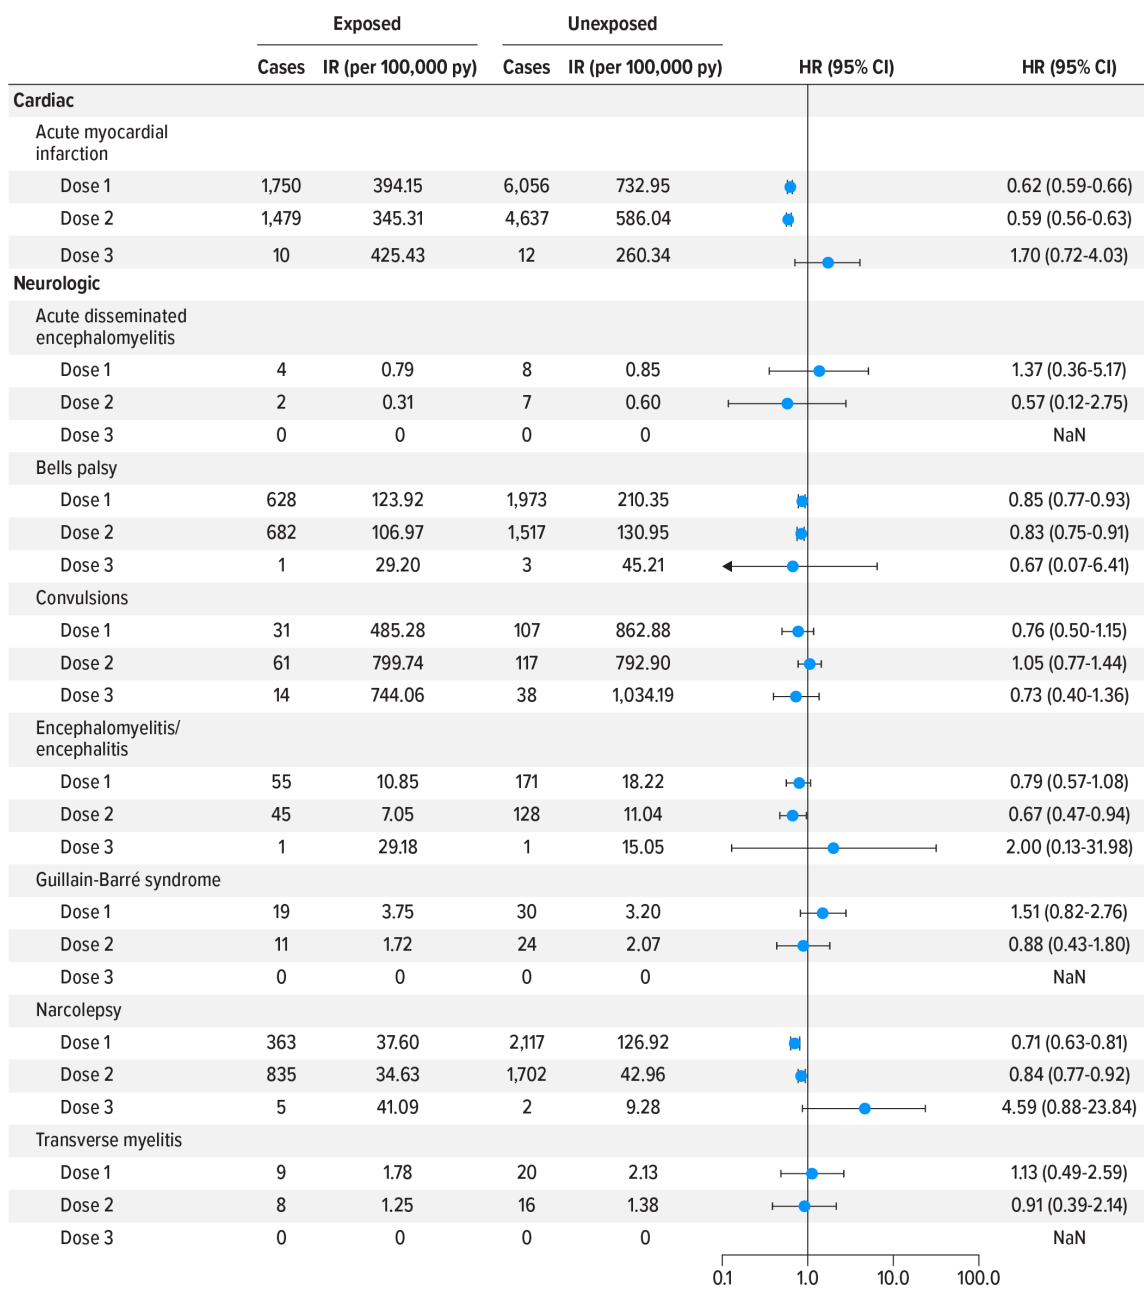 Exposed Unexposed
Cases IR (per 100,000 py) Cases IR (per 100,000 py) HR (95% CI) HR (95% CI)
Cardiac
Acute myocardial
infarction
Dose 1 1,750 394.15 6,056 732.95 0.62 (0.59-0.66)
Dose 2 1,479 345.31 4,637 586.04 0.59 (0.56-0.63)
Dose 3 10 425.43 12 260.34 1.70 (0.72-4.03)
Neurologic
Acute disseminated
encephalomyelitis
Dose 1 4 0.79 8 0.85 1.37 (0.36-5.17)
Dose 2 2 0.31 7 0.60 0.57 (0.12-2.75)
Dose 3 0 0 0 0 NaN
Bells palsy
Dose 1 628 123.92 1,973 210.35 0.85 (0.77-0.93)
Dose 2 682 106.97 1,517 130.95 0.83 (0.75-0.91)
Dose 3 1 29.20 3 45.21 0.67 (0.07-6.41)
Convulsions
Dose 1 31 485.28 107 862.88 0.76 (0.50-1.15)
Dose 2 61 799.74 117 792.90 1.05 (0.77-1.44)
Dose 3 14 744.06 38 1,034.19 0.73 (0.40-1.36)
Encephalomyelitis/
encephalitis
Dose 1 55 10.85 171 18.22 0.79 (0.57-1.08)
Dose 2 45 7.05 128 11.04 0.67 (0.47-0.94)
Dose 3 1 29.18 1 15.05 2.00 (0.13-31.98)
Guillain-Barré syndrome
Dose 1 19 3.75 30 3.20 1.51 (0.82-2.76)
Dose 2 11 1.72 24 2.07 0.88 (0.43-1.80)
Dose 3 0 0 0 0 NaN
Narcolepsy
Dose 1 363 37.60 2,117 126.92 0.71 (0.63-0.81)
Dose 2 835 34.63 1,702 42.96 0.84 (0.77-0.92)
Dose 3 5 41.09 2 9.28 4.59 (0.88-23.84)
Transverse myelitis
Dose 1 9 1.78 20 2.13 1.13 (0.49-2.59)
Dose 2 8 1.25 16 1.38 0.91 (0.39-2.14)
Dose 3 0 0 0 0 NaN
0.1 1.0 10.0 100.0